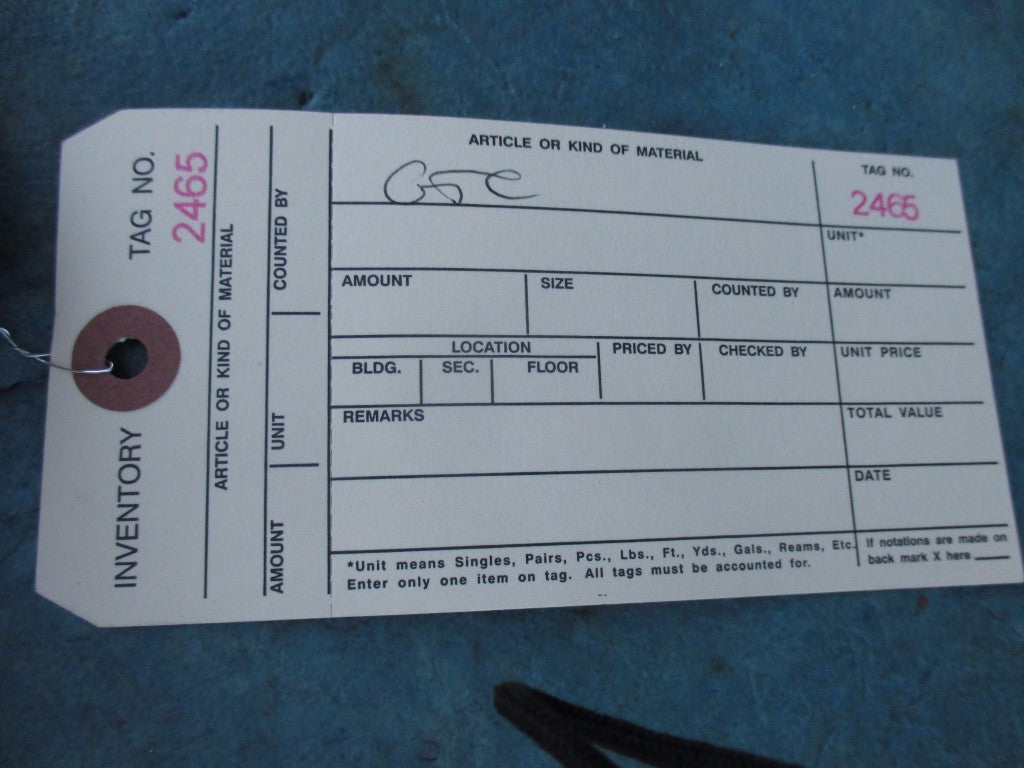 INVENTORY TAG NO.
2465
ARTICLE OR KIND OF MATERIAL
AMOUNT UNIT COUNTED BY
ARTICLE OR KIND OF MATERIAL
TAG NO.
2465
UNIT*
AMOUNT SIZE COUNTED BY AMOUNT
LOCATION PRICED BY CHECKED BY UNIT PRICE
BLDG. SEC. FLOOR
REMARKS TOTAL VALUE
DATE
*Unit means Singles, Pairs, Pcs., Lbs., Ft., Yds., Gals., Reams, Etc.
Enter only one item on tag. All tags must be accounted for.
If notations are made on
back mark X here